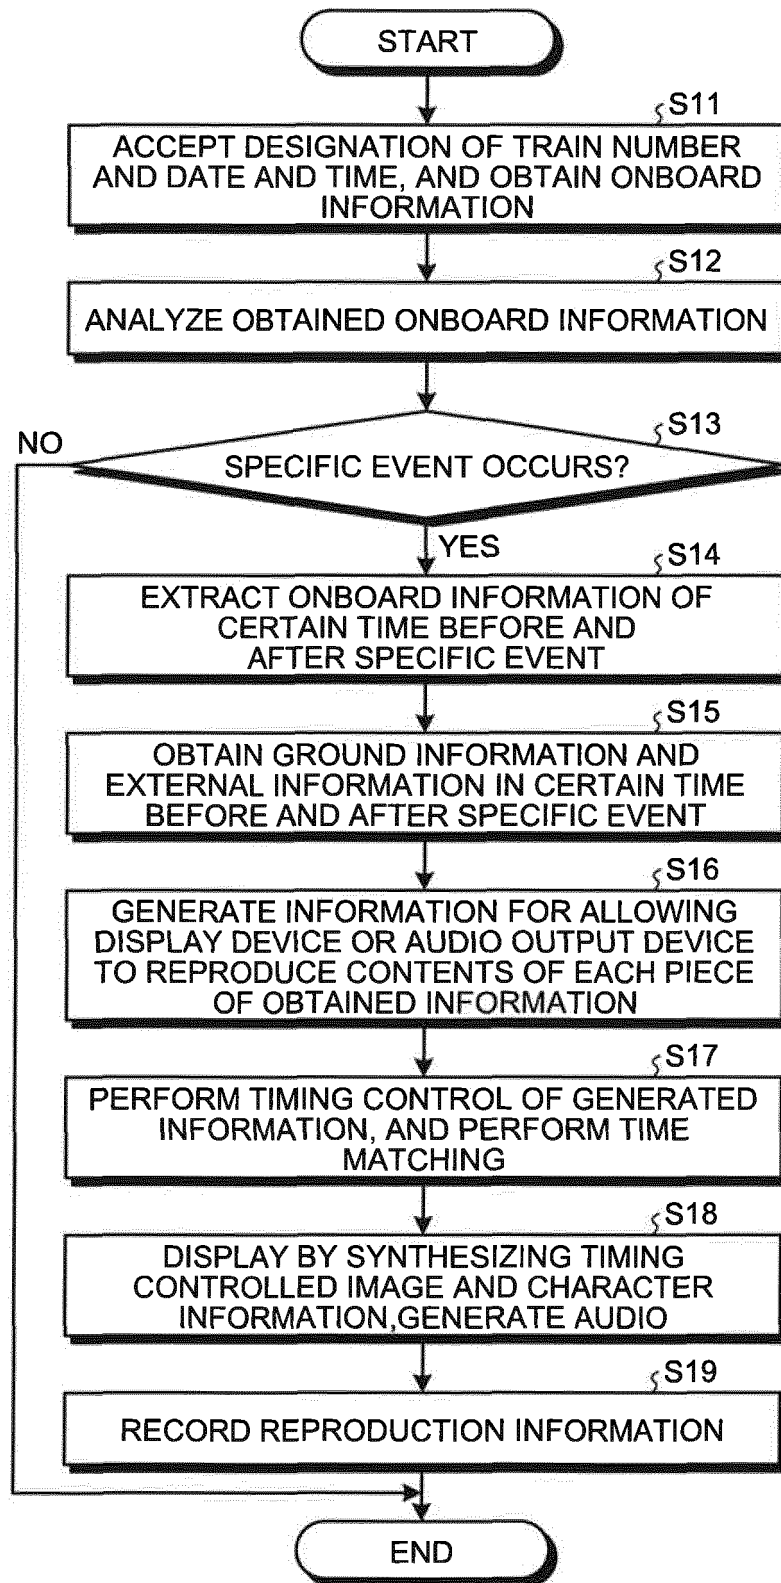 START
S11
ACCEPT DESIGNATION OF TRAIN NUMBER
AND DATE AND TIME, AND OBTAIN ONBOARD
INFORMATION
S12
ANALYZE OBTAINED ONBOARD INFORMATION
S13
NO
SPECIFIC EVENT OCCURS?
YES
S14
EXTRACT ONBOARD INFORMATION OF
CERTAIN TIME BEFORE AND
AFTER SPECIFIC EVENT
S15
OBTAIN GROUND INFORMATION AND
EXTERNAL INFORMATION IN CERTAIN TIME
BEFORE AND AFTER SPECIFIC EVENT
S16
GENERATE INFORMATION FOR ALLOWING
DISPLAY DEVICE OR AUDIO OUTPUT DEVICE
TO REPRODUCE CONTENTS OF EACH PIECE
OF OBTAINED INFORMATION
S17
PERFORM TIMING CONTROL OF GENERATED
INFORMATION, AND PERFORM TIME
MATCHING
S18
DISPLAY BY SYNTHESIZING TIMING
CONTROLLED IMAGE AND CHARACTER
INFORMATION,GENERATE AUDIO
S19
RECORD REPRODUCTION INFORMATION
END